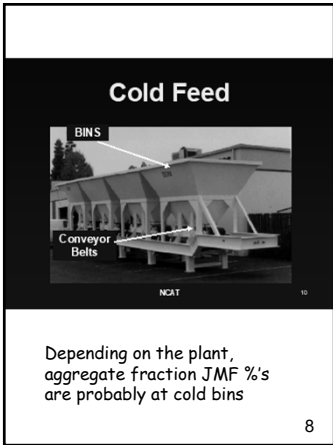 Cold Feed
BINS
Conveyor
Belts
NCAT
10
Depending on the plant,
aggregate fraction JMF %'s
are probably at cold bins
8